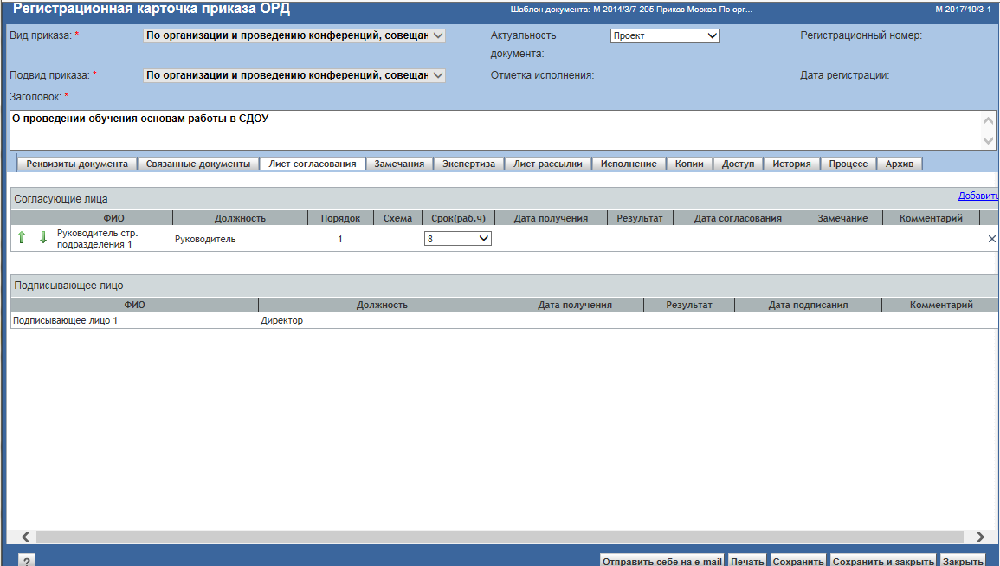 Регистрационная карточка приказа ОРД
Шаблон документа: М 2014/3/7-205 Приказ Москва По орг...
М 2017/10/3-1
Вид приказа: *
По организации и проведению конференций, совещан
Актуальность документа:
Проект
Регистрационный номер:
Подвид приказа: *
По организации и проведению конференций, совещан
Отметка исполнения:
Дата регистрации:
Заголовок: *
О проведении обучения основам работы в СДОУ
Реквизиты документа Связанные документы Лист согласования Замечания Экспертиза Лист рассылки Исполнение Копии Доступ История Процесс Архив
Согласующие лица
Добавить
ФИО Должность Порядок Схема Срок(раб.ч) Дата получения Результат Дата согласования Замечание Комментарий
Руководитель стр.
подразделения 1
Руководитель 1 8
Подписывающее лицо
ФИО Должность Дата получения Результат Дата подписания Комментарий
Подписывающее лицо 1 Директор
? Отправить себе на e-mail Печать Сохранить Сохранить и закрыть Закрыть